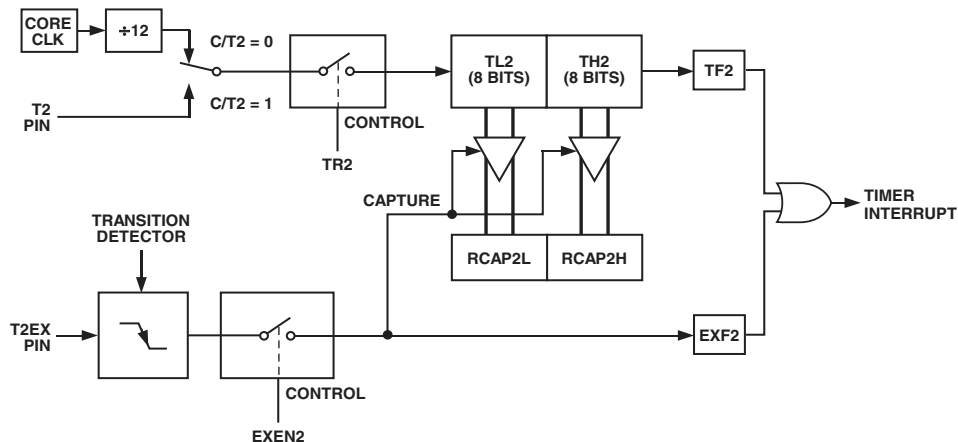 CORE
CLK
÷12
C/T2 = 0
C/T2 = 1
T2
PIN
CONTROL
TR2
TL2
(8 BITS)
TH2
(8 BITS)
TF2
CAPTURE
TRANSITION
DETECTOR
RCAP2L
RCAP2H
TIMER
INTERRUPT
T2EX
PIN
CONTROL
EXEN2
EXF2